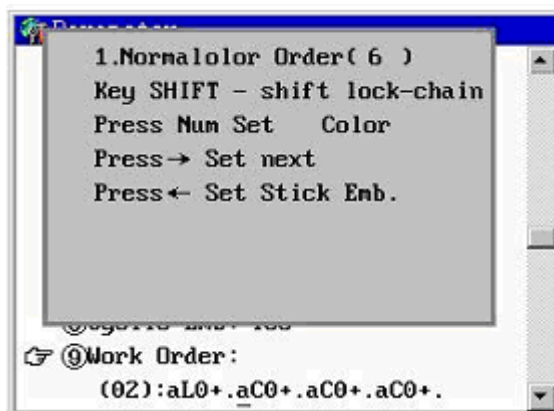 1.Normalolor Order( 6 )
Key SHIFT - shift lock-chain
Press Num Set Color
Press→ Set next
Press← Set Stick Emb.
⑨Work Order:
(02):aL0+.aC0+.aC0+.aC0+.